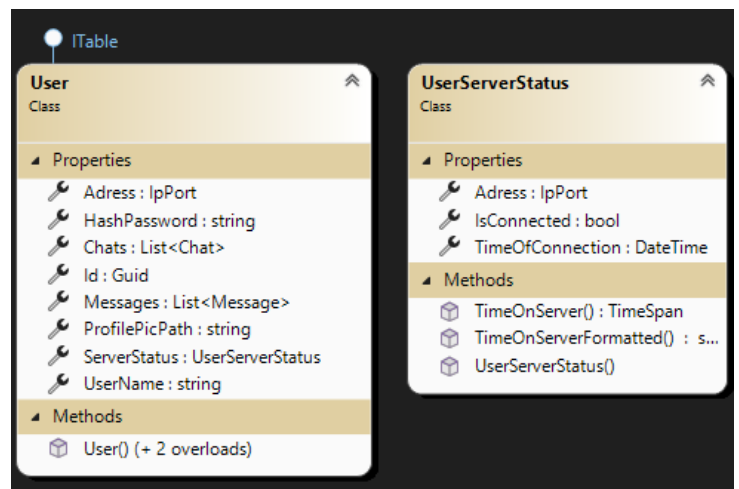 ITable
User
Class
Properties
Adress : IpPort
HashPassword : string
Chats : List<Chat>
Id : Guid
Messages : List<Message>
ProfilePicPath : string
ServerStatus : UserServerStatus
UserName : string
Methods
User() (+ 2 overloads)
UserServerStatus
Class
Properties
Adress : IpPort
IsConnected : bool
TimeOfConnection : DateTime
Methods
TimeOnServer() : TimeSpan
TimeOnServerFormatted() : s...
UserServerStatus()